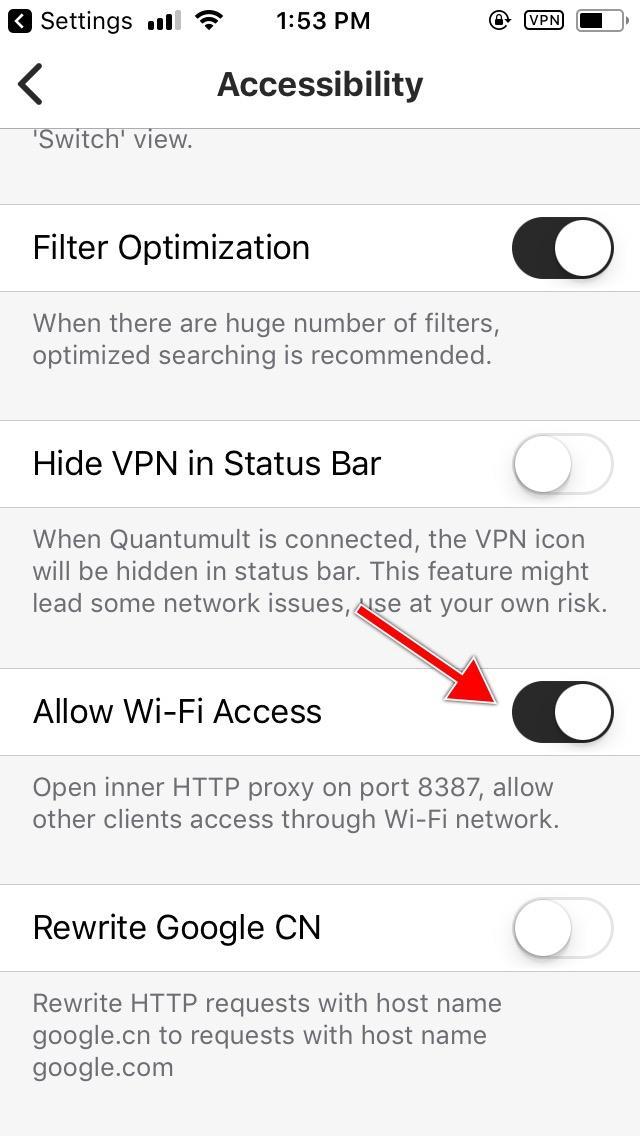 Settings 1:53 PM VPN
Accessibility
'Switch' view.
Filter Optimization
When there are huge number of filters,
optimized searching is recommended.
Hide VPN in Status Bar
When Quantumult is connected, the VPN icon
will be hidden in status bar. This feature might
lead some network issues, use at your own risk.
Allow Wi-Fi Access
Open inner HTTP proxy on port 8387, allow
other clients access through Wi-Fi network.
Rewrite Google CN
Rewrite HTTP requests with host name
google.cn to requests with host name
google.com